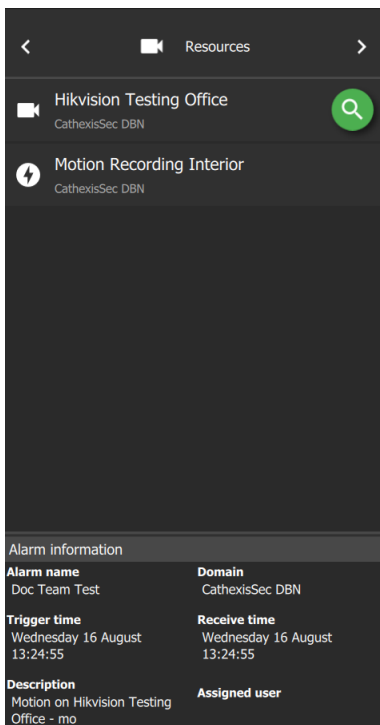 Resources
Hikvision Testing Office
CathexisSec DBN
Motion Recording Interior
CathexisSec DBN
Alarm information
Alarm name
Doc Team Test
Domain
CathexisSec DBN
Trigger time
Wednesday 16 August
13:24:55
Receive time
Wednesday 16 August
13:24:55
Description
Motion on Hikvision Testing
Office - mo
Assigned user